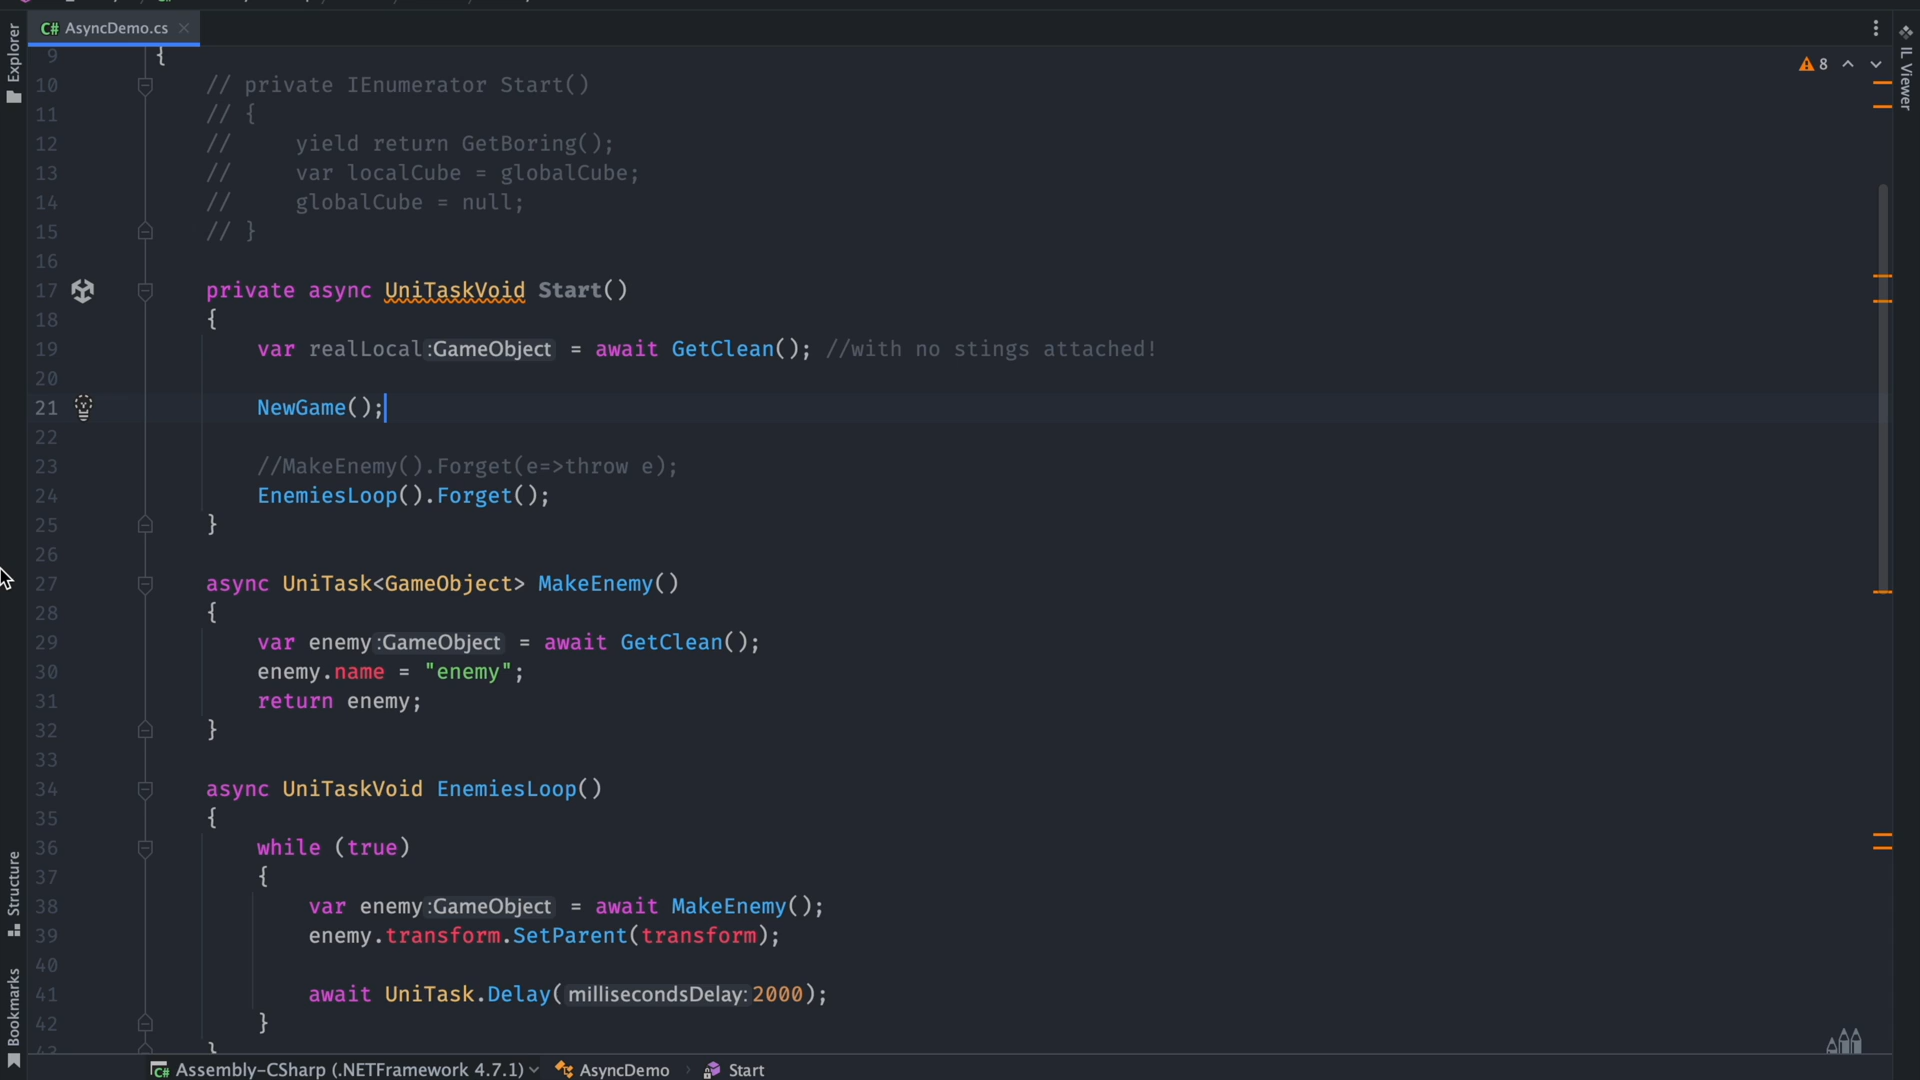 C# AsyncDemo.cs
Explorer
IL Viewer
8
9 {
10 // private IEnumerator Start()
11 // {
12 //     yield return GetBoring();
13 //     var localCube = globalCube;
14 //     globalCube = null;
15 // }
16
17 private async UniTaskVoid Start()
18 {
19     var realLocal :GameObject = await GetClean(); //with no stings attached!
20
21     NewGame();
22
23     //MakeEnemy().Forget(e=>throw e);
24     EnemiesLoop().Forget();
25 }
26
27 async UniTask<GameObject> MakeEnemy()
28 {
29     var enemy :GameObject = await GetClean();
30     enemy.name = "enemy";
31     return enemy;
32 }
33
34 async UniTaskVoid EnemiesLoop()
35 {
36     while (true)
37     {
38         var enemy :GameObject = await MakeEnemy();
39         enemy.transform.SetParent(transform);
40
41         await UniTask.Delay( millisecondsDelay: 2000);
42     }
}
Structure
Bookmarks
C# Assembly-CSharp (.NETFramework 4.7.1) AsyncDemo Start